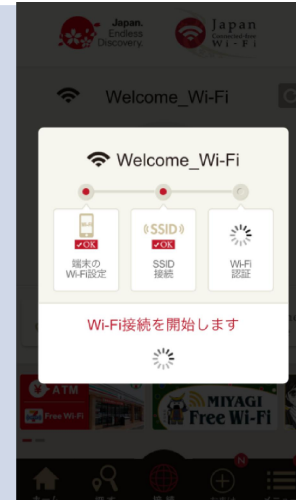 Japan.
Endless
Discovery.
Japan
Connected-free
Wi-Fi
Welcome_Wi-Fi
Welcome_Wi-Fi
Wi-Fi
OK
端末の
Wi-Fi設定
SSID
OK
SSID
接続
Wi-Fi
認証
Wi-Fi接続を開始します
ATM
Free Wi-Fi
MIYAGI
Free Wi-Fi
N